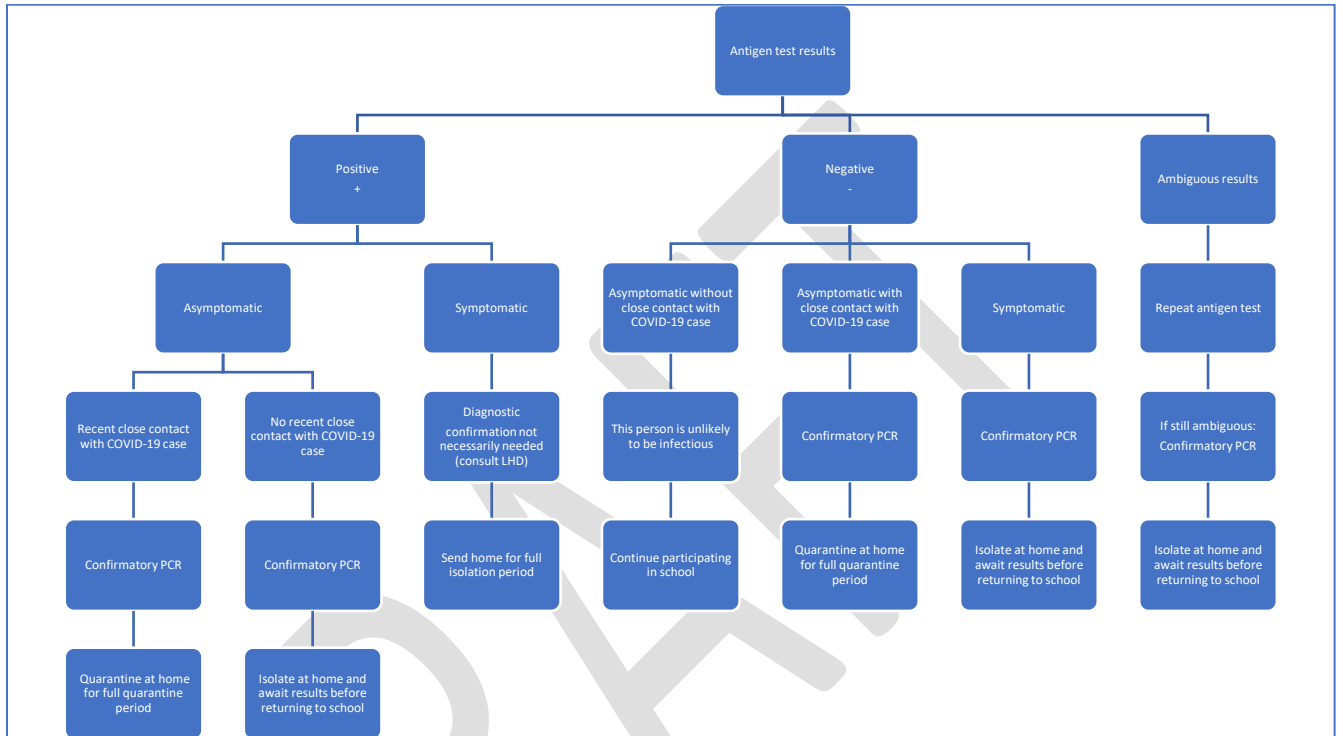 Antigen test results
Positive
+
Negative
-
Ambiguous results
Asymptomatic
Symptomatic
Asymptomatic without
close contact with
COVID-19 case
Asymptomatic with
close contact with
COVID-19 case
Symptomatic
Repeat antigen test
Recent close contact
with COVID-19 case
No recent close
contact with COVID-19
case
Diagnostic
confirmation not
necessarily needed
(consult LHD)
This person is unlikely
to be infectious
Confirmatory PCR
Confirmatory PCR
If still ambiguous:
Confirmatory PCR
Confirmatory PCR
Confirmatory PCR
Send home for full
isolation period
Continue participating
in school
Quarantine at home
for full quarantine
period
Isolate at home and
await results before
returning to school
Isolate at home and
await results before
returning to school
Quarantine at home
for full quarantine
period
Isolate at home and
await results before
returning to school
DRAFT